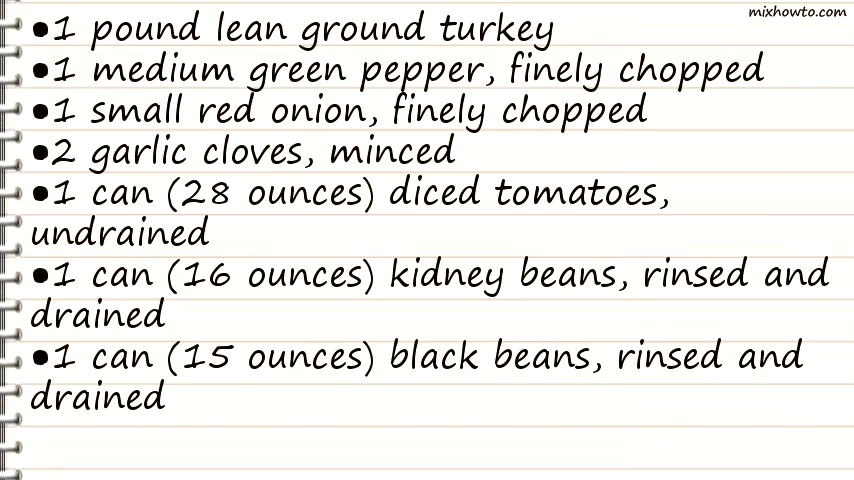 mixhowto.com
●1 pound lean ground turkey
●1 medium green pepper, finely chopped
●1 small red onion, finely chopped
●2 garlic cloves, minced
●1 can (28 ounces) diced tomatoes,
undrained
●1 can (16 ounces) kidney beans, rinsed and
drained
●1 can (15 ounces) black beans, rinsed and
drained